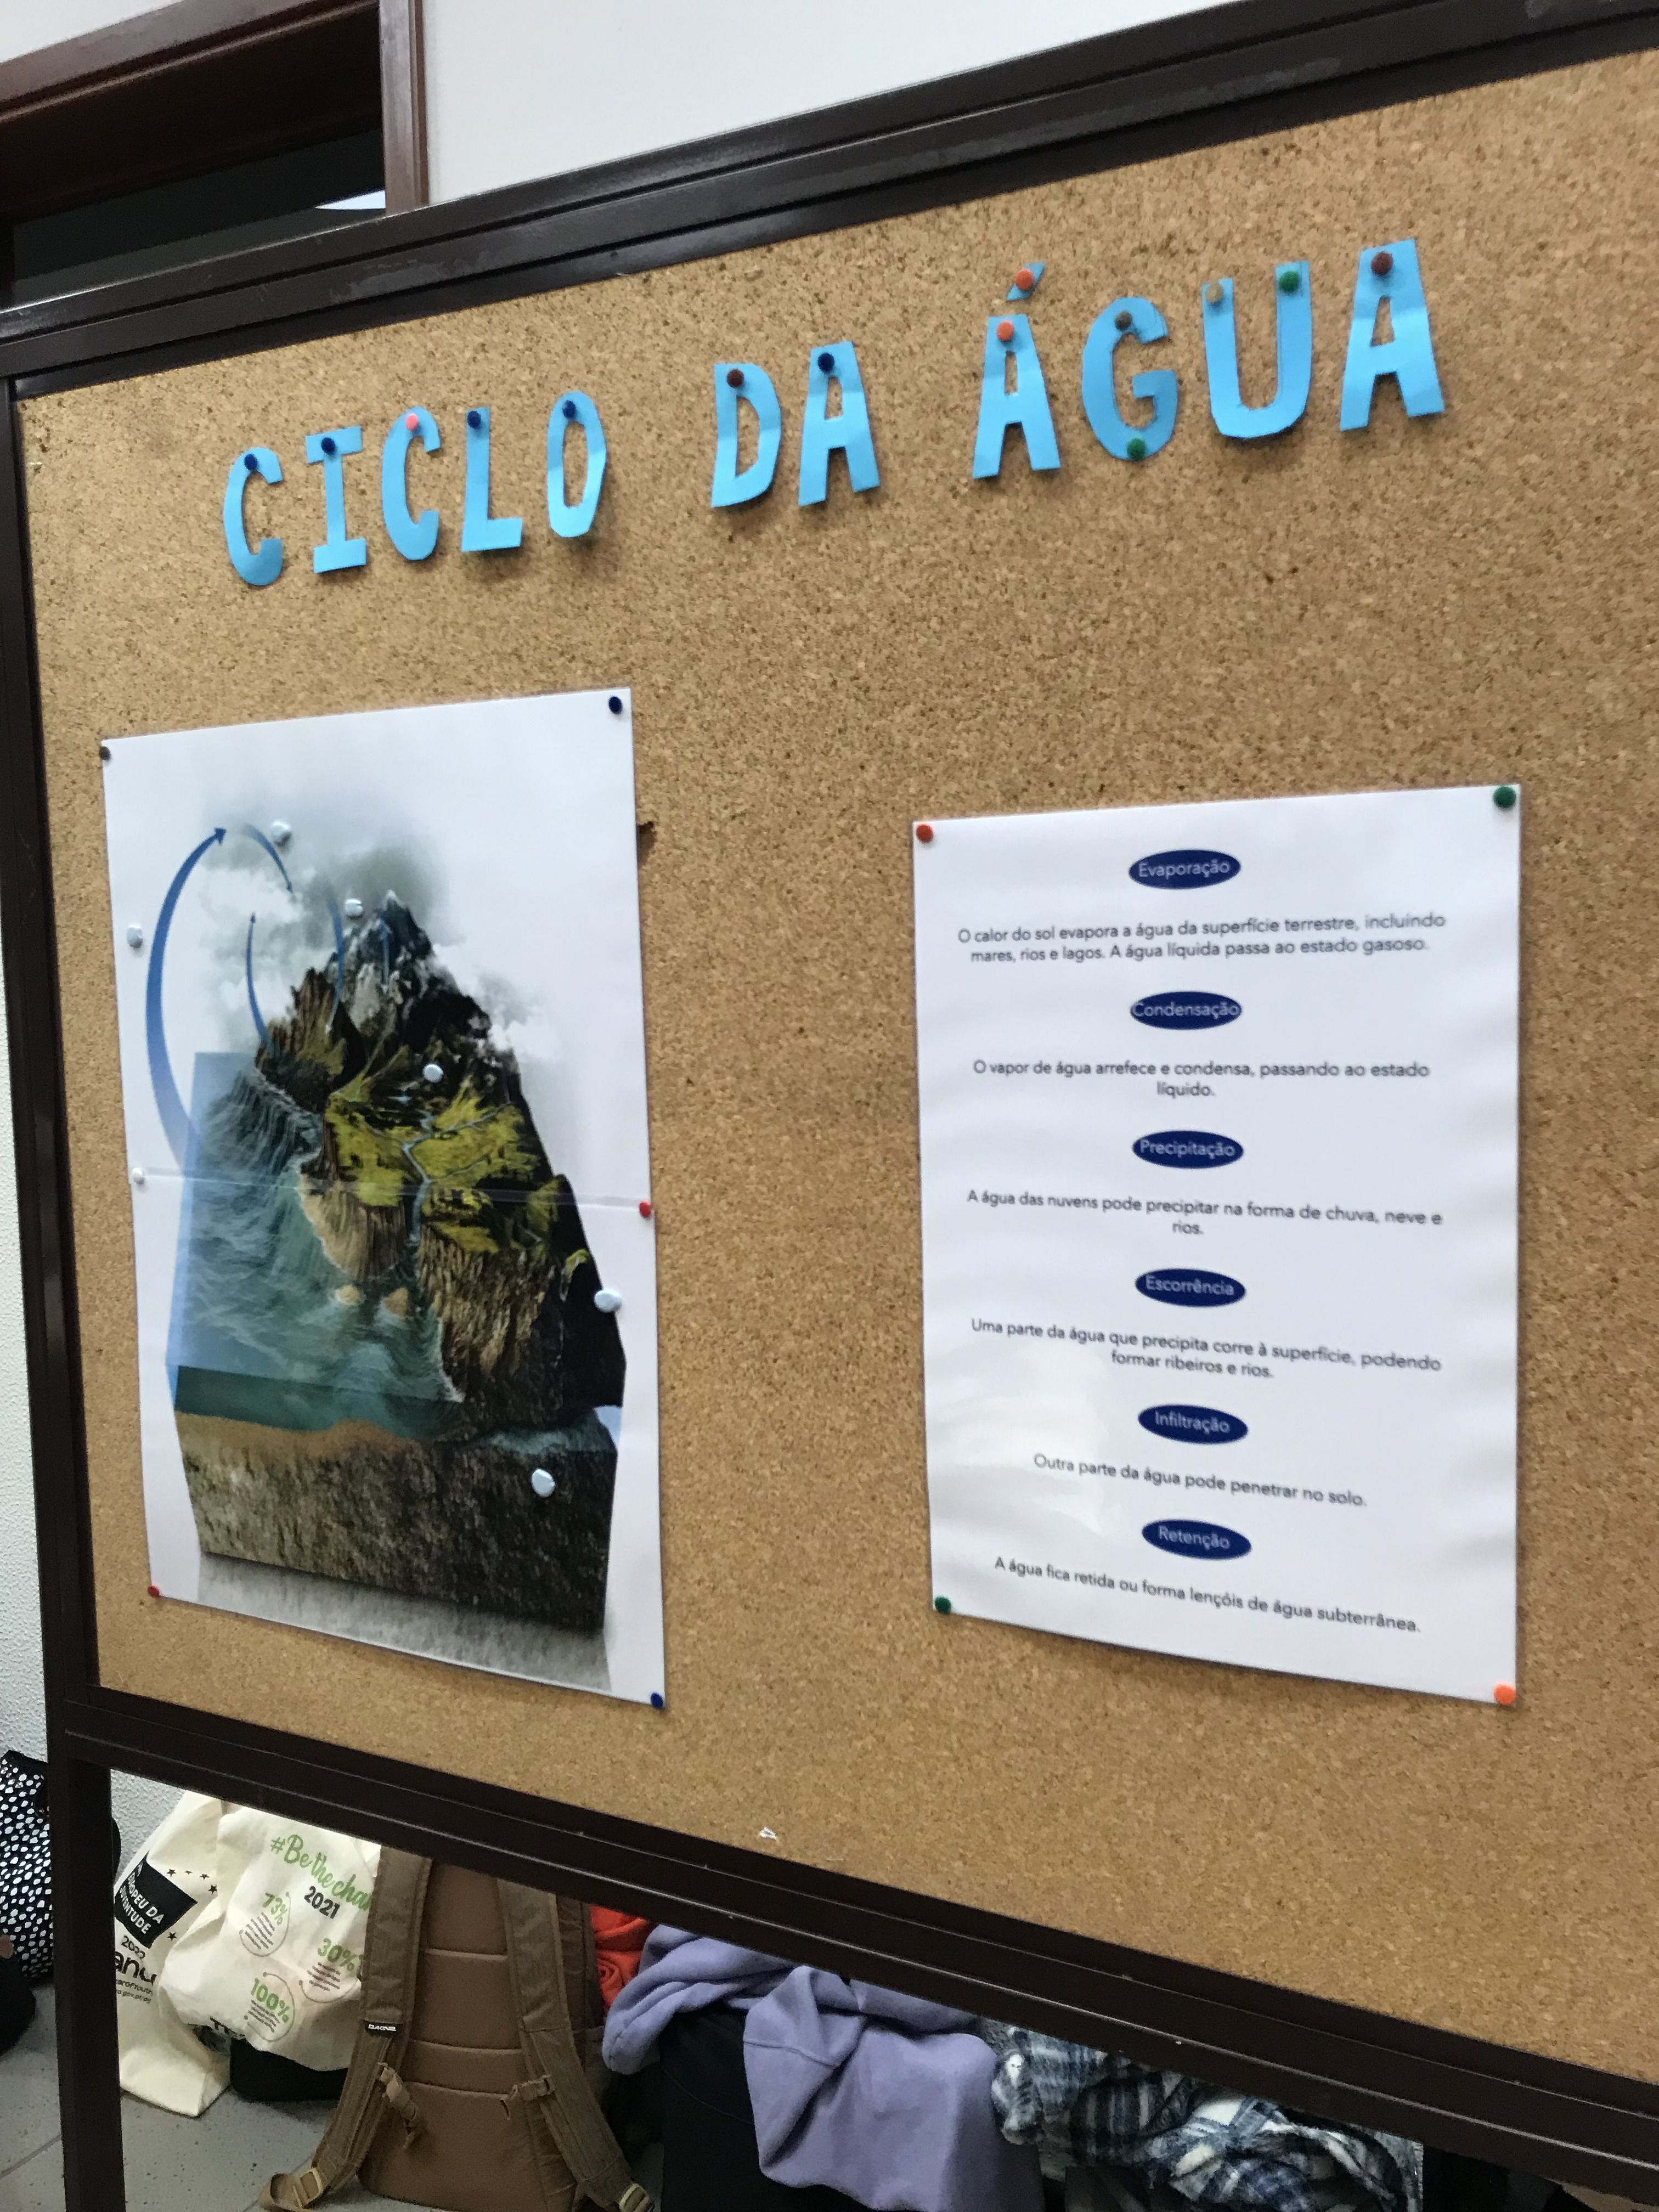 CICLO DA ÁGUA
Evaporação
O calor do sol evapora a água da superfície terrestre, incluindo
mares, rios e lagos. A água líquida passa ao estado gasoso.
Condensação
O vapor de água arrefece e condensa, passando ao estado
líquido.
Precipitação
A água das nuvens pode precipitar na forma de chuva, neve e
rios.
Escorrência
Uma parte da água que precipita corre à superfície, podendo
formar ribeiros e rios.
Infiltração
Outra parte da água pode penetrar no solo.
Retenção
A água fica retida ou forma lençóis de água subterrânea.
#Be the
2021
73%
30%
100%
DA
2022
DAKINE